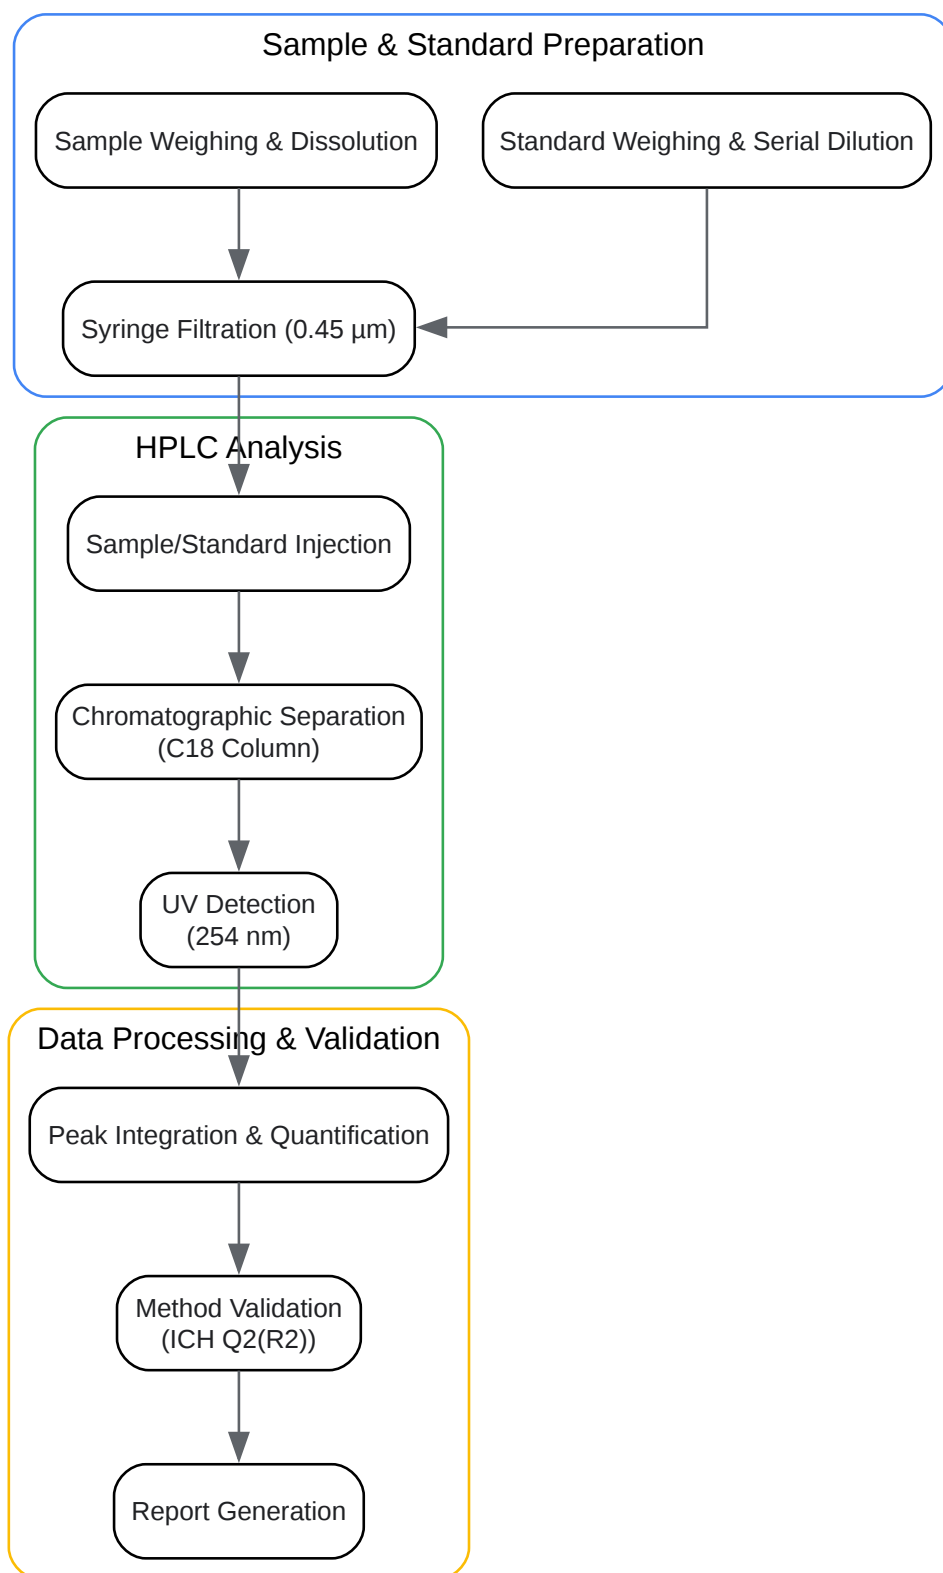 Sample & Standard Preparation
Sample Weighing & Dissolution
Standard Weighing & Serial Dilution
Syringe Filtration (0.45 µm)
HPLC Analysis
Sample/Standard Injection
Chromatographic Separation
(C18 Column)
UV Detection
(254 nm)
Data Processing & Validation
Peak Integration & Quantification
Method Validation
(ICH Q2(R2))
Report Generation